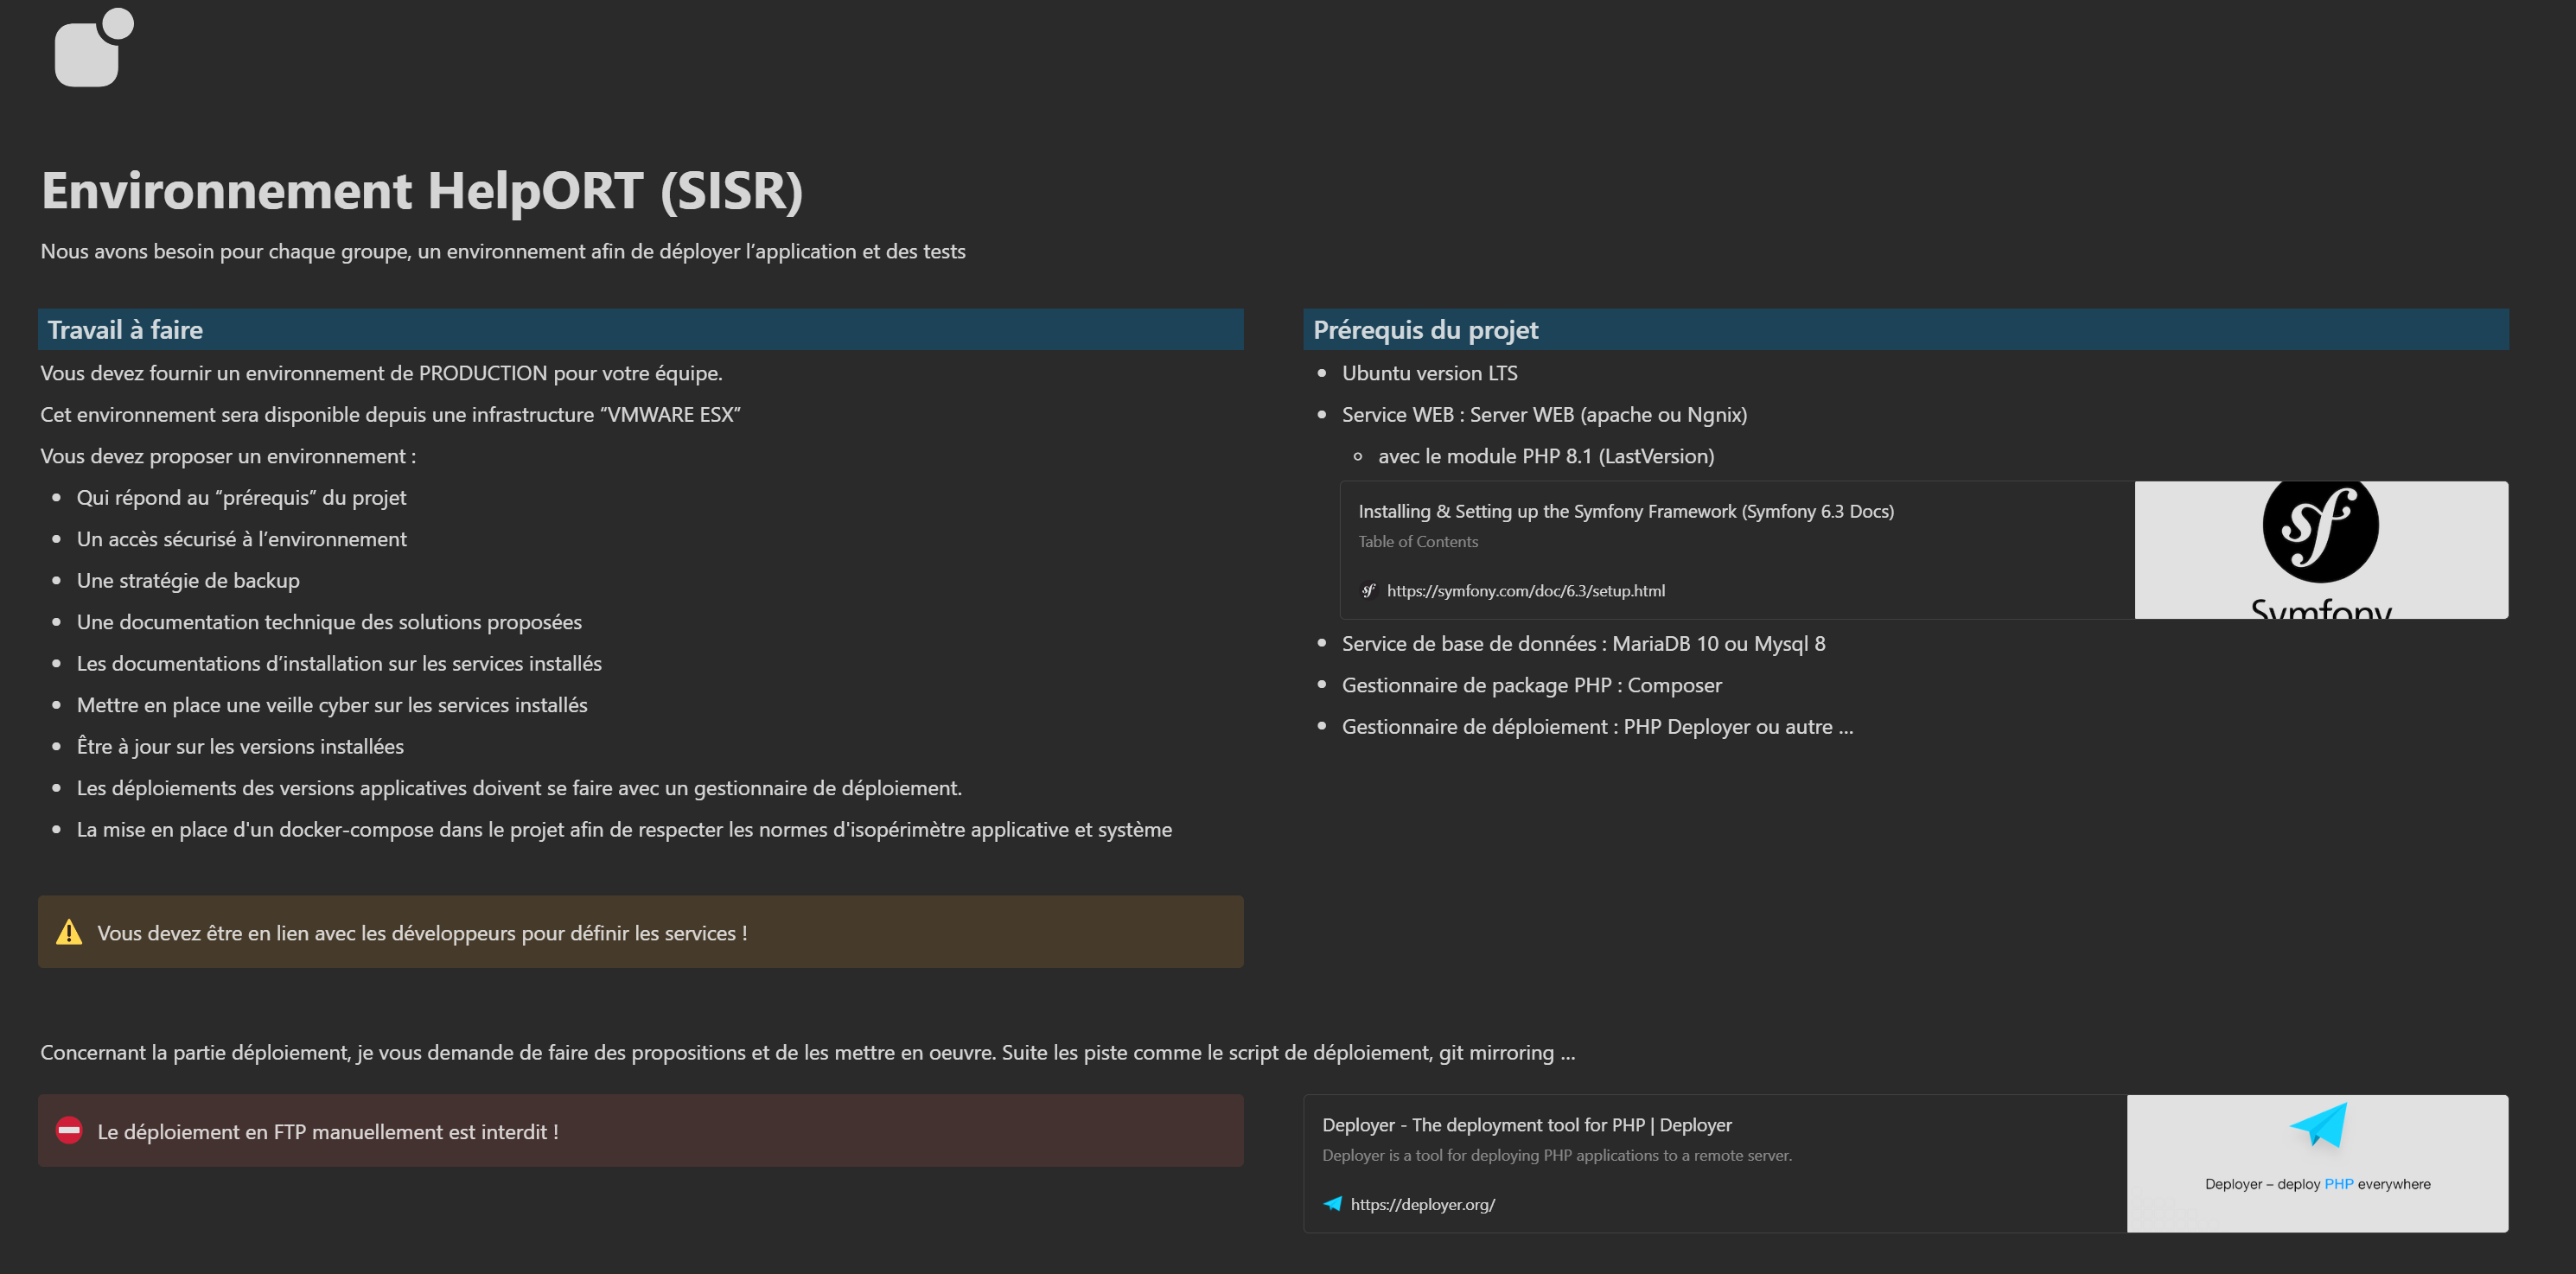 Environnement HelpORT (SISR)
Nous avons besoin pour chaque groupe, un environnement afin de déployer l’application et des tests
Travail à faire
Vous devez fournir un environnement de PRODUCTION pour votre équipe.
Cet environnement sera disponible depuis une infrastructure “VMWARE ESX”
Vous devez proposer un environnement :
• Qui répond au “prérequis” du projet
• Un accès sécurisé à l’environnement
• Une stratégie de backup
• Une documentation technique des solutions proposées
• Les documentations d’installation sur les services installés
• Mettre en place une veille cyber sur les services installés
• Être à jour sur les versions installées
• Les déploiements des versions applicatives doivent se faire avec un gestionnaire de déploiement.
• La mise en place d'un docker-compose dans le projet afin de respecter les normes d'isopérimètre applicative et système
Vous devez être en lien avec les développeurs pour définir les services !
Prérequis du projet
• Ubuntu version LTS
• Service WEB : Server WEB (apache ou Ngnix)
◦ avec le module PHP 8.1 (LastVersion)
Installing & Setting up the Symfony Framework (Symfony 6.3 Docs)
Table of Contents
https://symfony.com/doc/6.3/setup.html
sf
Symfony
• Service de base de données : MariaDB 10 ou Mysql 8
• Gestionnaire de package PHP : Composer
• Gestionnaire de déploiement : PHP Deployer ou autre ...
Concernant la partie déploiement, je vous demande de faire des propositions et de les mettre en oeuvre. Suite les piste comme le script de déploiement, git mirroring ...
Le déploiement en FTP manuellement est interdit !
Deployer - The deployment tool for PHP | Deployer
Deployer is a tool for deploying PHP applications to a remote server.
https://deployer.org/
Deployer – deploy PHP everywhere